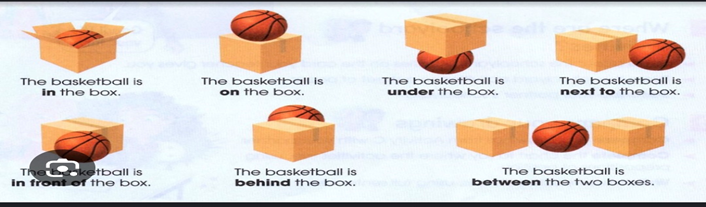 The basketball is
in the box.
The basketball is
on the box.
The basketball is
under the box.
The basketball is
next to the box.
The basketball is
in front of the box.
The basketball is
behind the box.
The basketball is
between the two boxes.